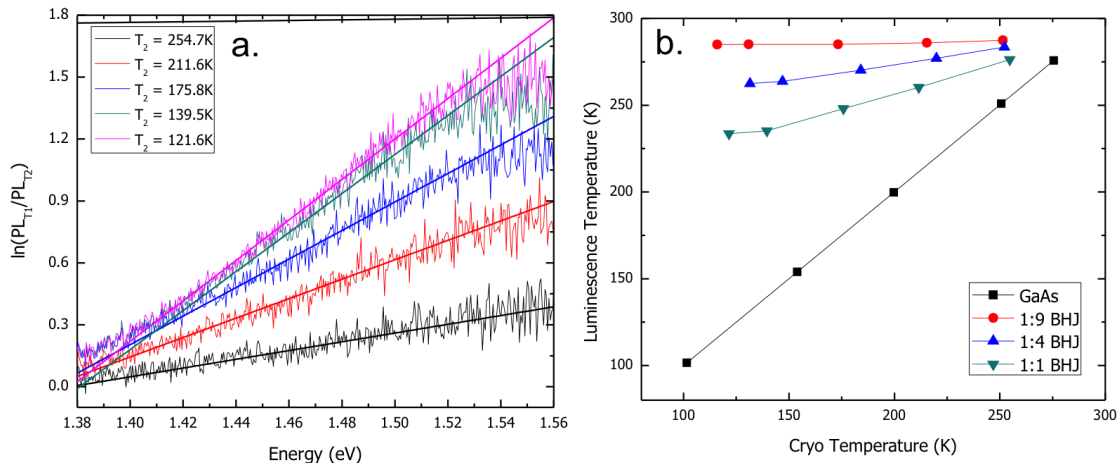 a.
T2 = 254.7K
T2 = 211.6K
T2 = 175.8K
T2 = 139.5K
T2 = 121.6K
1.8
1.5
1.2
0.9
0.6
0.3
0.0
ln(PLT1/PLT2)
1.38 1.40 1.42 1.44 1.46 1.48 1.50 1.52 1.54 1.56
Energy (eV)
b.
300
250
200
150
100
Luminescence Temperature (K)
GaAs
1:9 BHJ
1:4 BHJ
1:1 BHJ
100 150 200 250 300
Cryo Temperature (K)